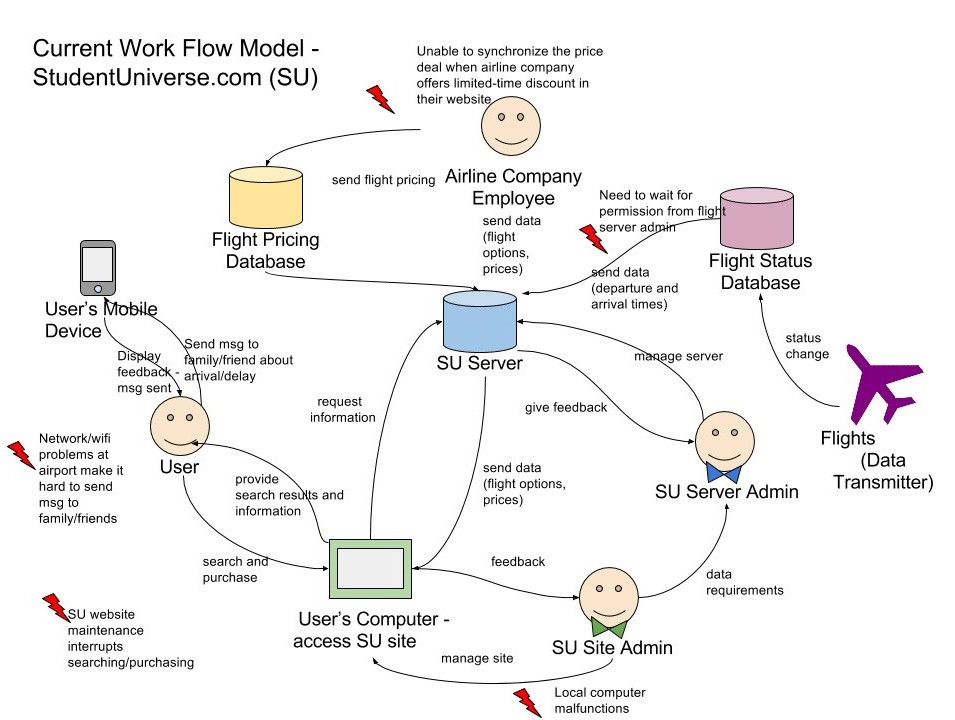 Current Work Flow Model -
StudentUniverse.com (SU)
Unable to synchronize the price
deal when airline company
offers limited-time discount in
their website
send flight pricing
Airline Company
Employee
Flight Pricing
Database
send data
(flight
options,
prices)
Need to wait for
permission from flight
server admin
send data
(departure and
arrival times)
Flight Status
Database
User's Mobile
Device
Display
feedback -
msg sent
Send msg to
family/friend about
arrival/delay
SU Server
manage server
status
change
request
information
give feedback
Flights
(Data
Transmitter)
Network/wifi
problems at
airport make it
hard to send
msg to
family/friends
User
provide
search results and
information
send data
(flight options,
prices)
SU Server Admin
search and
purchase
feedback
data
requirements
SU website
maintenance
interrupts
searching/purchasing
User's Computer -
access SU site
manage site
SU Site Admin
Local computer
malfunctions